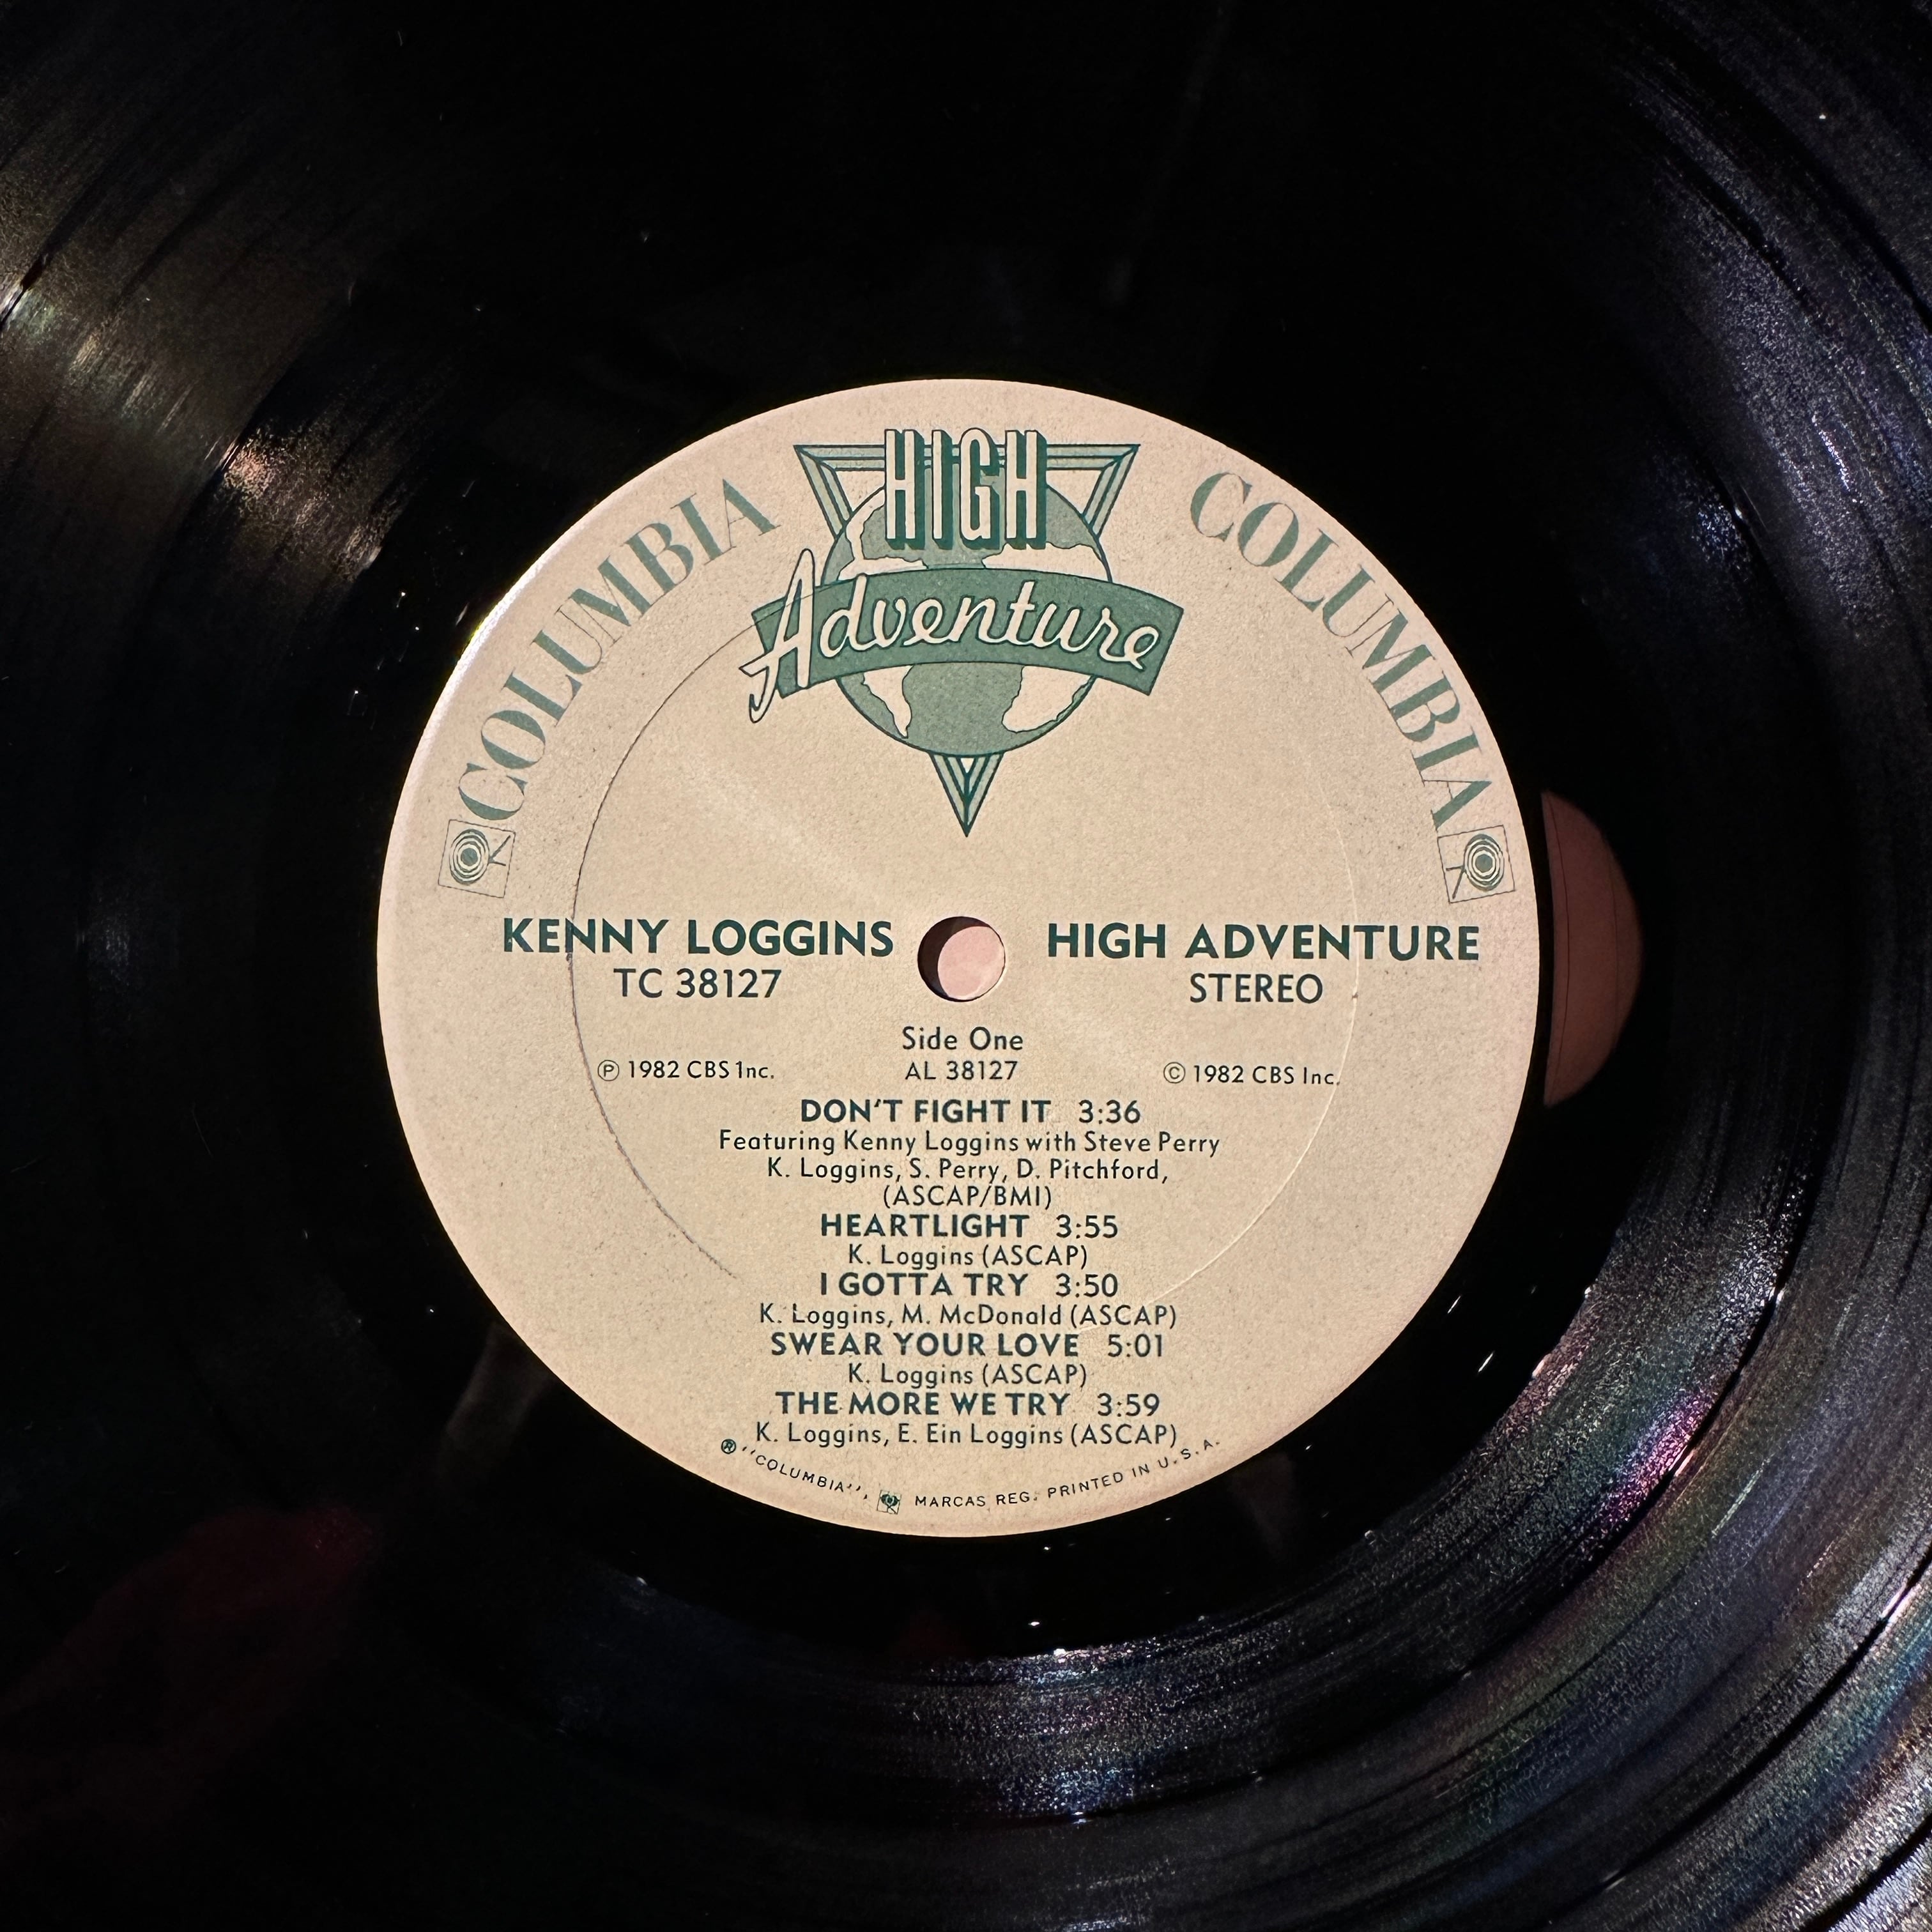 HIGH
Adventure
COLUMBIA
COLUMBIA
KENNY LOGGINS
TC 38127
HIGH ADVENTURE
STEREO
Side One
AL 38127
Ⓟ 1982 CBS 1nc.
© 1982 CBS Inc.
DON'T FIGHT IT 3:36
Featuring Kenny Loggins with Steve Perry
K. Loggins, S. Perry, D. Pitchford,
(ASCAP/BMI)
HEARTLIGHT 3:55
K. Loggins (ASCAP)
I GOTTA TRY 3:50
K. Loggins, M. McDonald (ASCAP)
SWEAR YOUR LOVE 5:01
K. Loggins (ASCAP)
THE MORE WE TRY 3:59
K. Loggins, E. Ein Loggins (ASCAP)
® "COLUMBIA", MARCAS REG. PRINTED IN U.S.A.